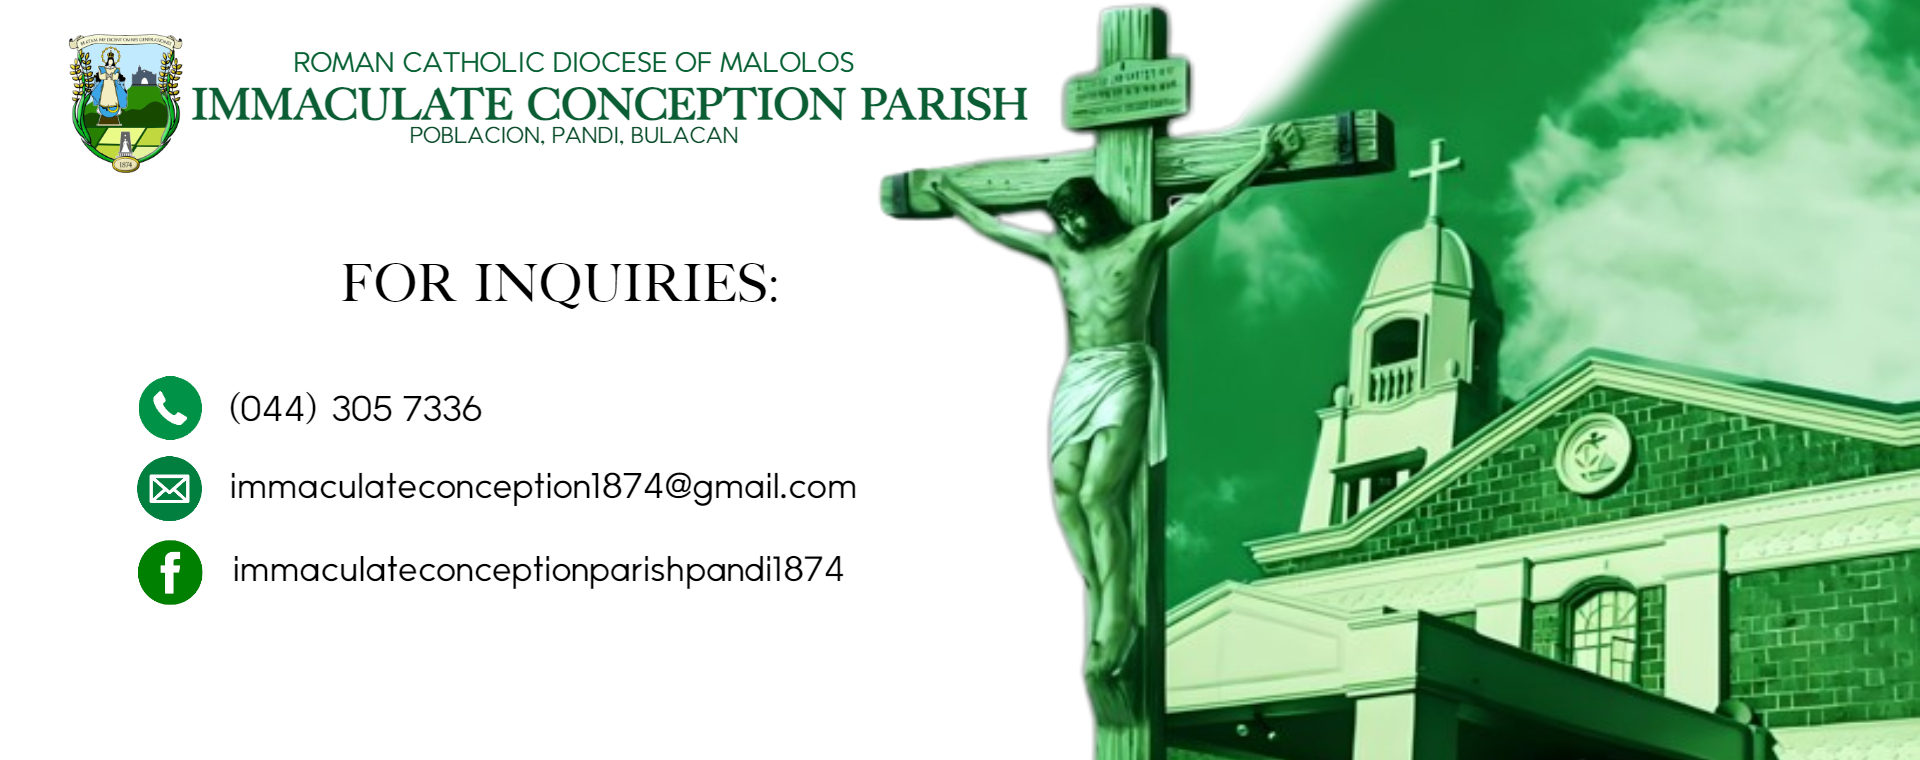 ROMAN CATHOLIC DIOCESE OF MALOLOS
IMMACULATE CONCEPTION PARISH
POBLACION, PANDI, BULACAN
1874
FOR INQUIRIES:
(044) 305 7336
immaculateconception1874@gmail.com
immaculateconceptionparishpandi1874